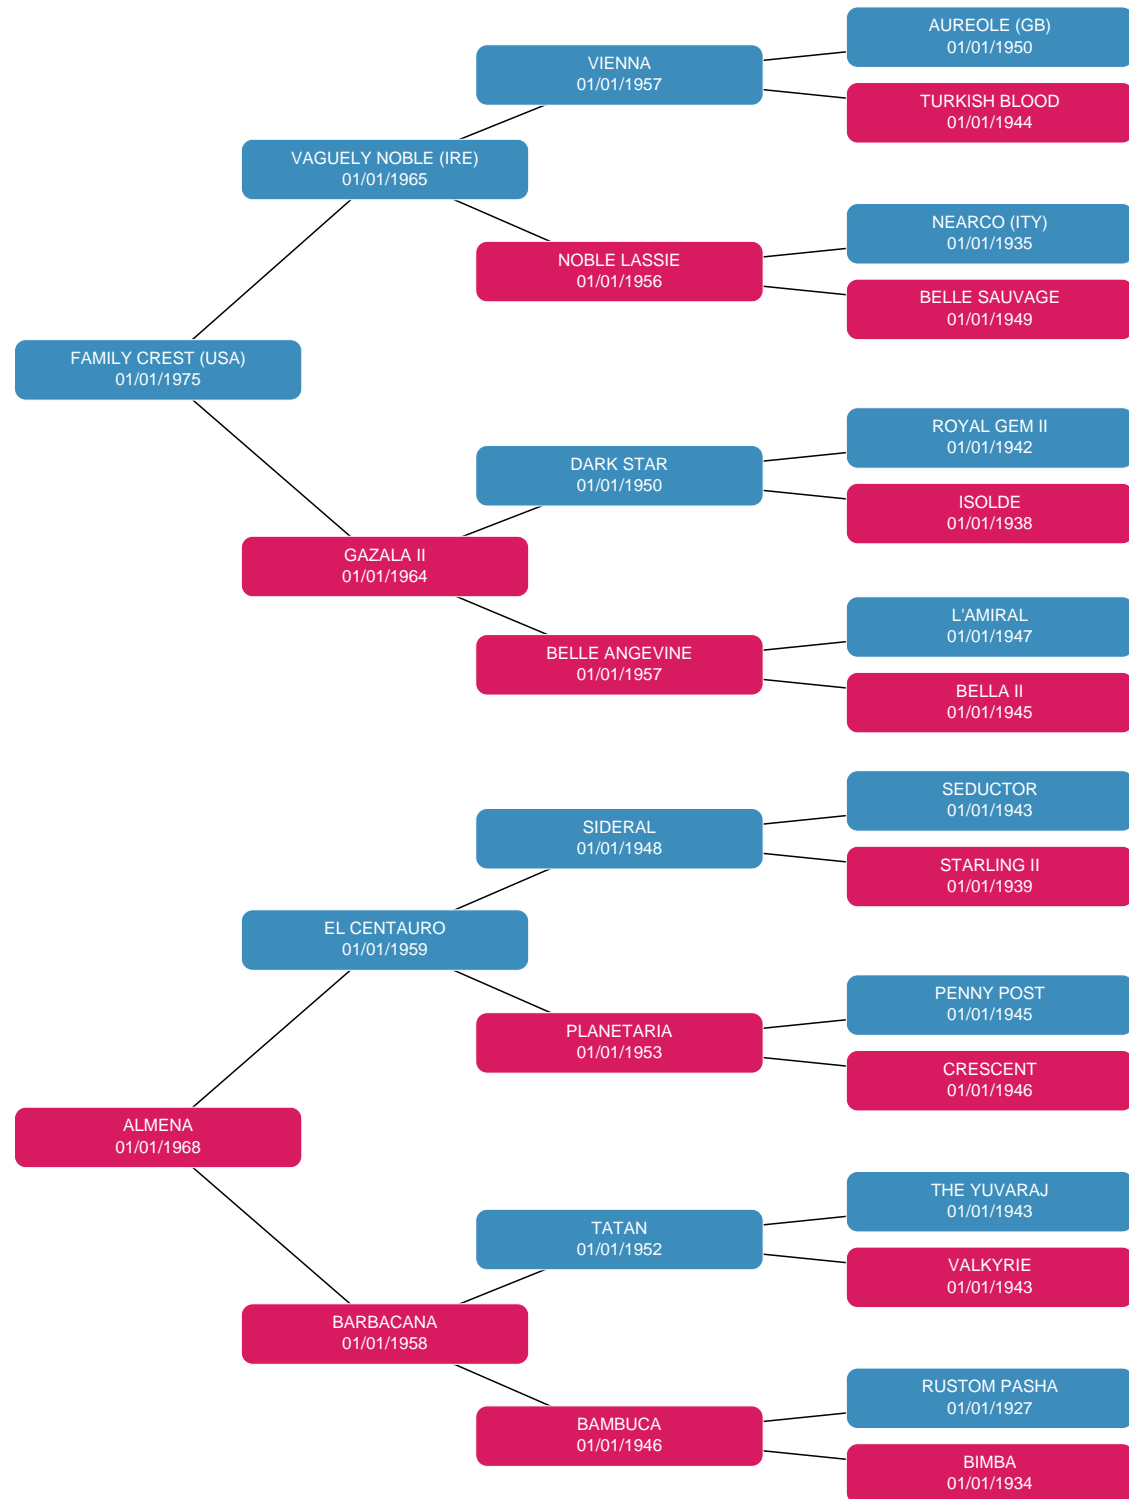 AUREOLE (GB)
01/01/1950
VIENNA
01/01/1957
TURKISH BLOOD
01/01/1944
VAGUELY NOBLE (IRE)
01/01/1965
NEARCO (ITY)
01/01/1935
NOBLE LASSIE
01/01/1956
BELLE SAUVAGE
01/01/1949
FAMILY CREST (USA)
01/01/1975
ROYAL GEM II
01/01/1942
DARK STAR
01/01/1950
ISOLDE
01/01/1938
GAZALA II
01/01/1964
L'AMIRAL
01/01/1947
BELLE ANGEVINE
01/01/1957
BELLA II
01/01/1945
SEDUCTOR
01/01/1943
SIDERAL
01/01/1948
STARLING II
01/01/1939
EL CENTAURO
01/01/1959
PENNY POST
01/01/1945
PLANETARIA
01/01/1953
CRESCENT
01/01/1946
ALMENA
01/01/1968
THE YUVARAJ
01/01/1943
TATAN
01/01/1952
VALKYRIE
01/01/1943
BARBACANA
01/01/1958
RUSTOM PASHA
01/01/1927
BAMBUCA
01/01/1946
BIMBA
01/01/1934